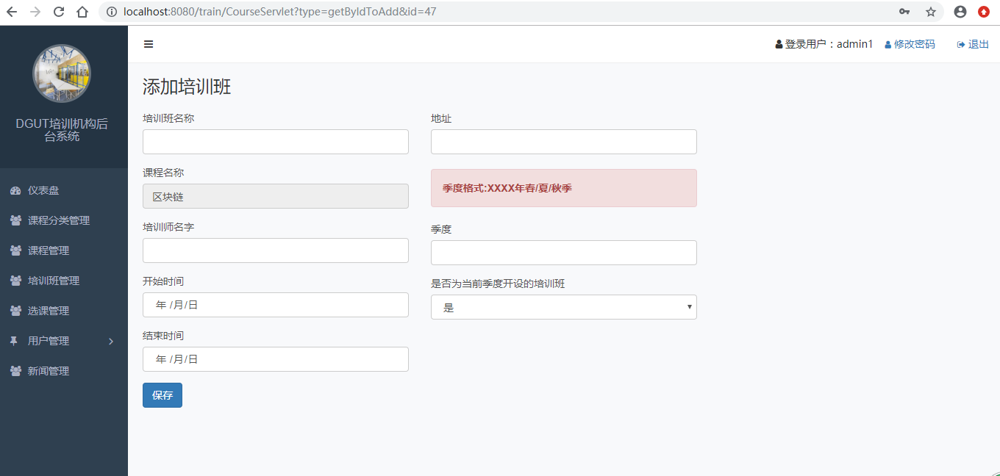 localhost:8080/train/CourseServlet?type=getByIdToAdd&id=47
登录用户：admin1 修改密码 退出
DGUT培训机构后
台系统
仪表盘
课程分类管理
课程管理
培训班管理
选课管理
用户管理
新闻管理
添加培训班
培训班名称
课程名称
区块链
培训师名字
开始时间
年 /月/日
结束时间
年 /月/日
保存
地址
季度格式:XXXX年春/夏/秋季
季度
是否为当前季度开设的培训班
是